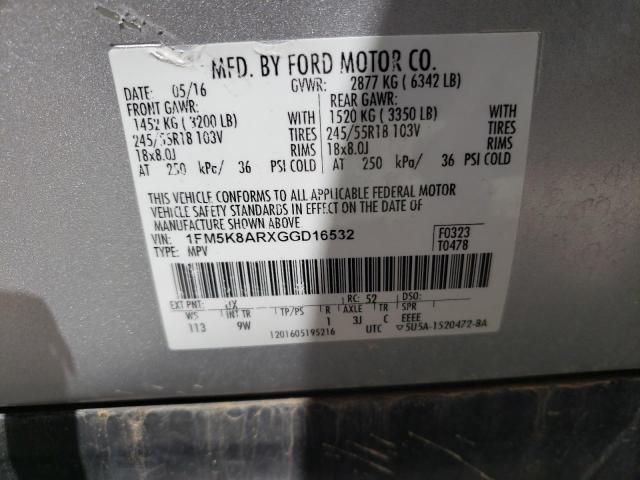 MFD. BY FORD MOTOR CO.
DATE: 05/16 GVWR: 2877 KG ( 6342 LB)
FRONT GAWR: REAR GAWR:
1452 KG ( 3200 LB) WITH 1520 KG ( 3350 LB) WITH
245/55R18 103V TIRES 245/55R18 103V TIRES
18x8.0J RIMS 18x8.0J RIMS
AT 250 kPa/ 36 PSI COLD AT 250 kPa/ 36 PSI COLD
THIS VEHICLE CONFORMS TO ALL APPLICABLE FEDERAL MOTOR
VEHICLE SAFETY STANDARDS IN EFFECT ON THE DATE OF
MANUFACTURE SHOWN ABOVE.
VIN: 1FM5K8ARXGGD16532 F0323
TYPE: MPV T0478
EXT PNT: UX RC: 52 DSO:
WB INT TR TP/PS R AXLE TR SPR
113 9W 1 3J C EEEE
1201605195216 UTC ▽5U5A-1520472-BA